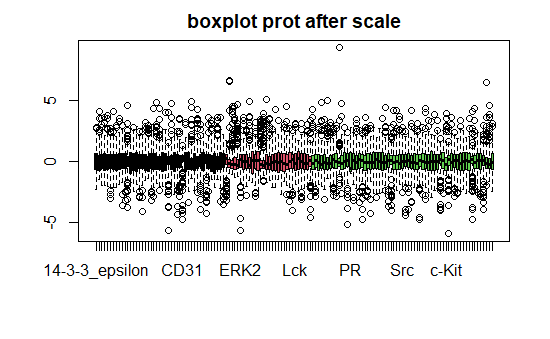 boxplot prot after scale
5
0
-5
14-3-3_epsilon CD31 ERK2 Lck PR Src c-Kit